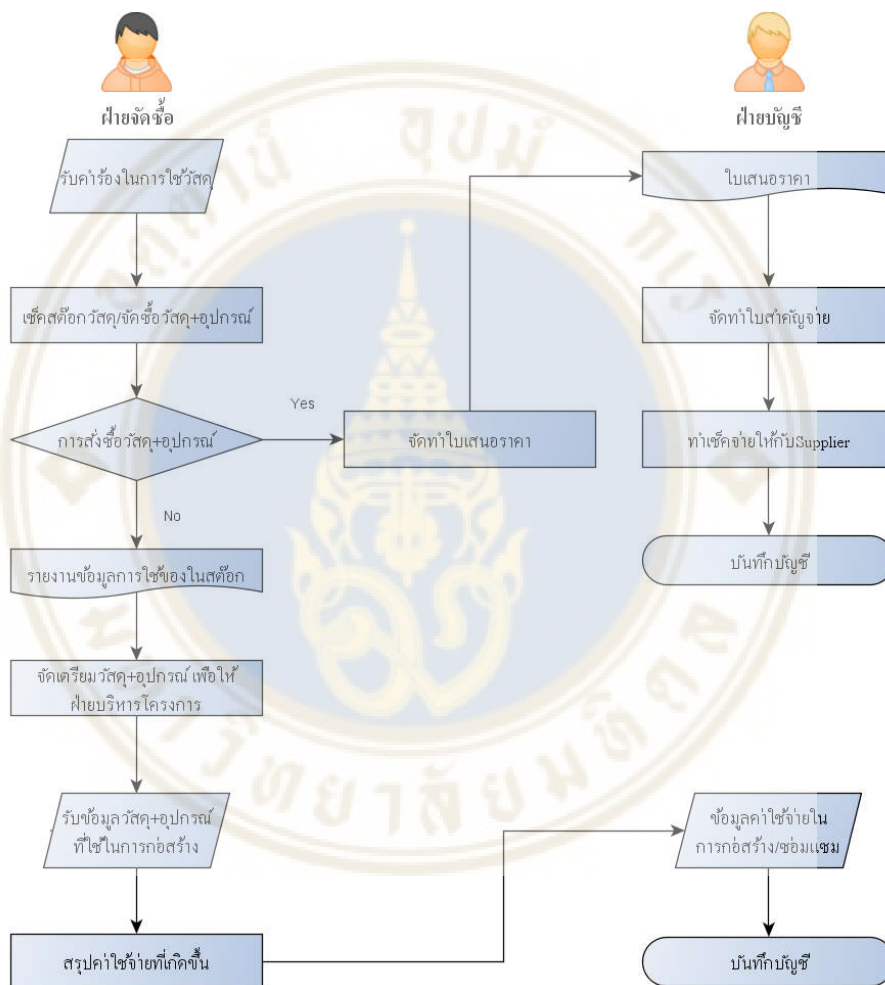 ฝ่ายจัดซื้อ
ฝ่ายบัญชี
รับคำร้องในการใช้วัสดุ
ใบเสนอราคา
เช็คสต๊อกวัสดุ/จัดซื้อวัสดุ+อุปกรณ์
จัดทำใบสำคัญจ่าย
Yes
การสั่งซื้อวัสดุ+อุปกรณ์
จัดทำใบเสนอราคา
ทำเช็คจ่ายให้กับSupplier
No
รายงานข้อมูลการใช้ของในสต๊อก
บันทึกบัญชี
จัดเตรียมวัสดุ+อุปกรณ์ เพื่อให้
ฝ่ายบริหารโครงการ
รับข้อมูลวัสดุ+อุปกรณ์
ที่ใช้ในการก่อสร้าง
ข้อมูลค่าใช้จ่ายใน
การก่อสร้าง/ซ่อมแซม
สรุปค่าใช้จ่ายที่เกิดขึ้น
บันทึกบัญชี
มหาวิทยาลัยมหิดล